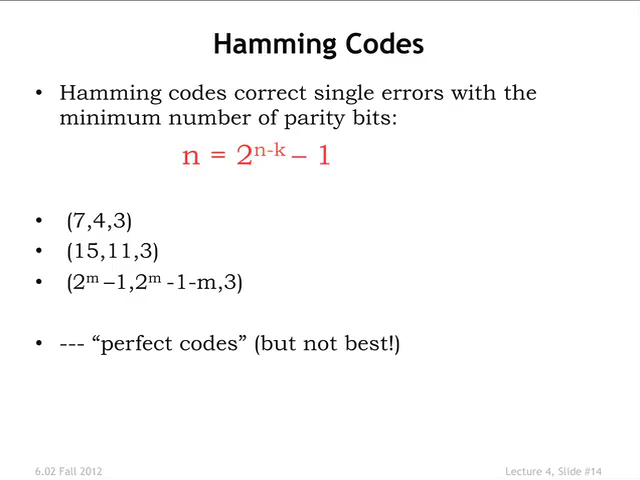 Hamming Codes
• Hamming codes correct single errors with the
minimum number of parity bits:
n = 2ⁿ⁻ᵏ – 1
• (7,4,3)
• (15,11,3)
• (2ᵐ –1,2ᵐ -1-m,3)
• --- “perfect codes” (but not best!)
6.02 Fall 2012
Lecture 4, Slide #14